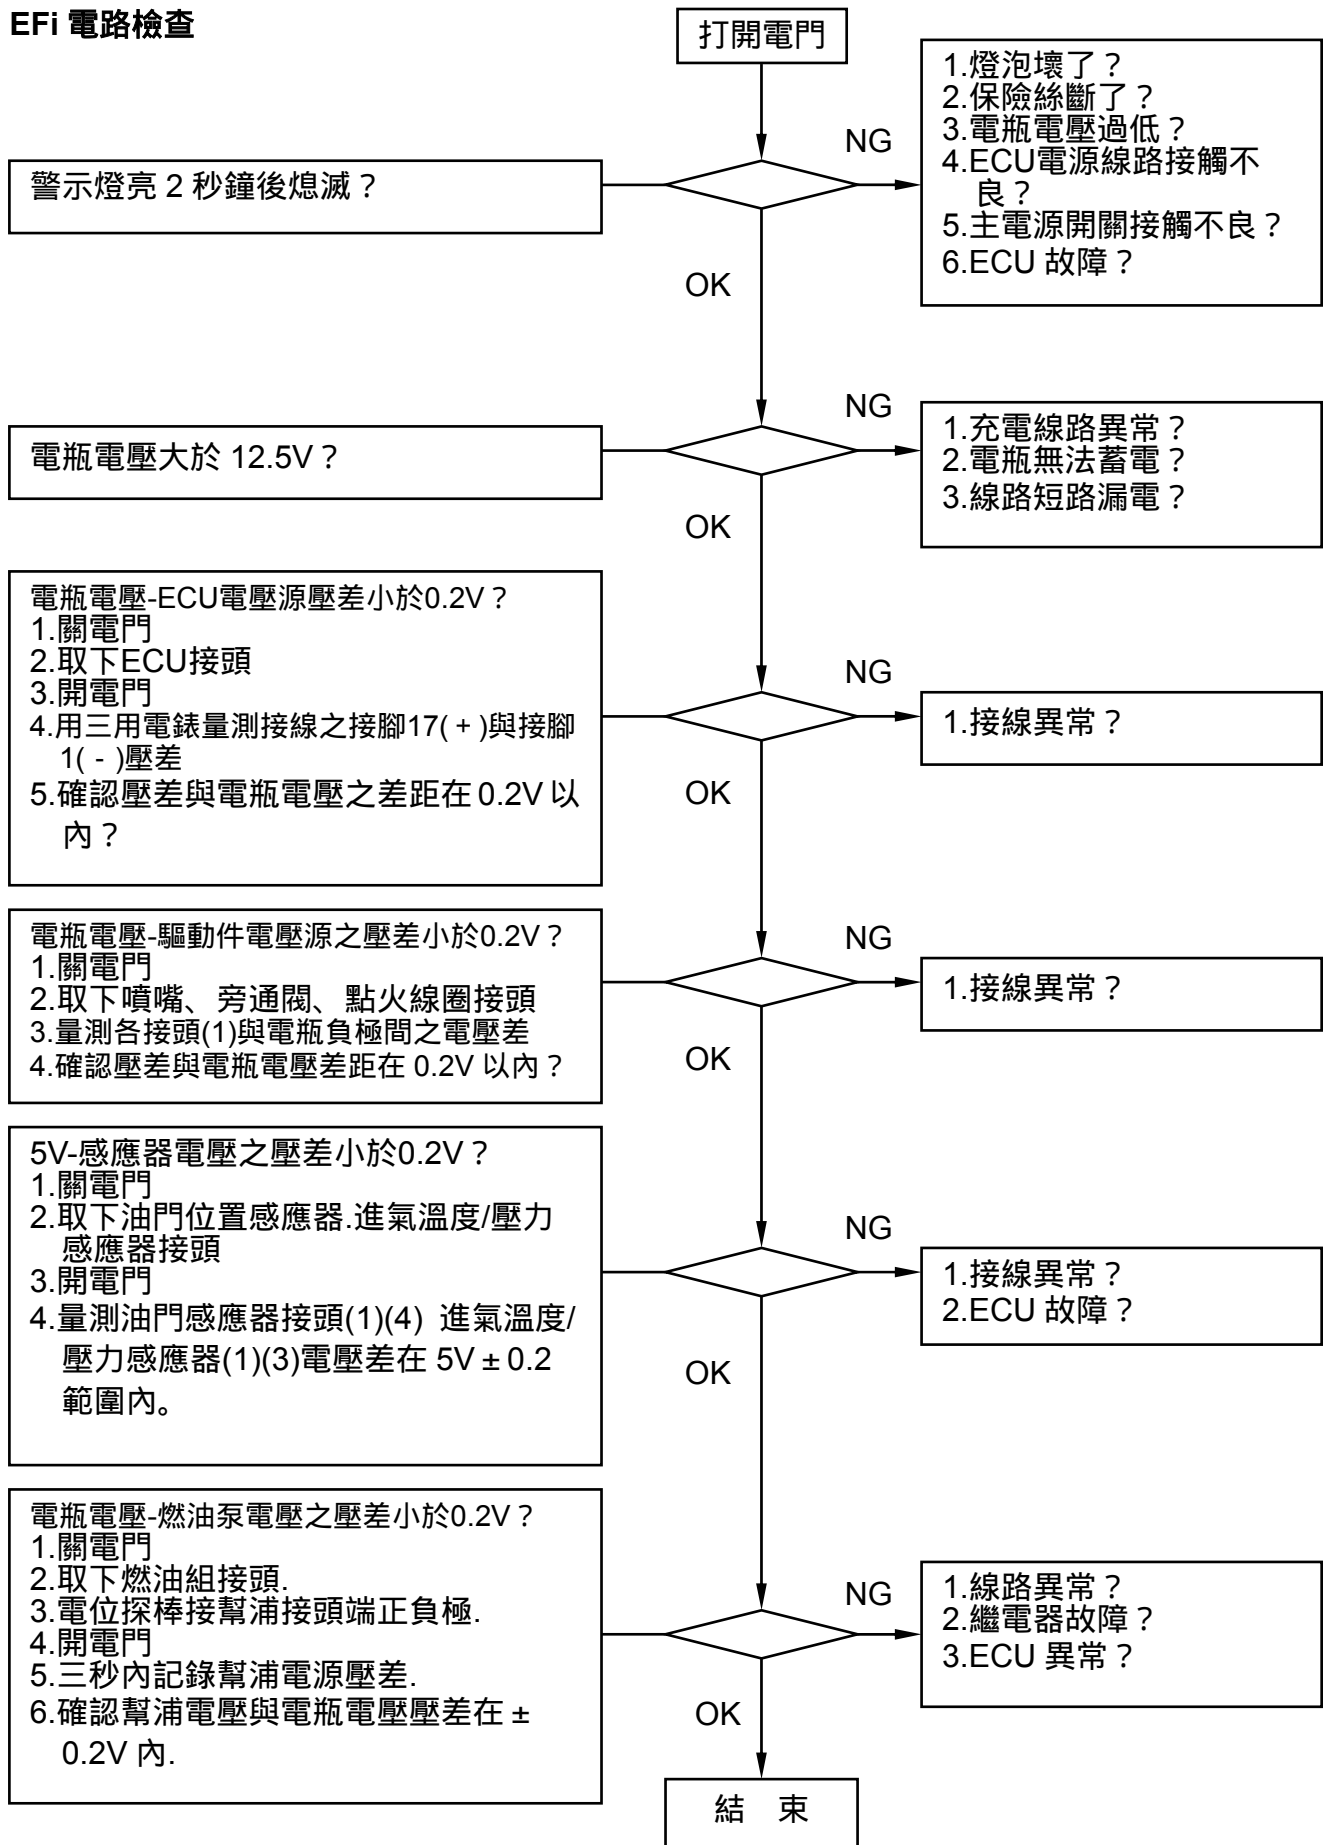 EFi 電路檢查
打開電門
警示燈亮 2 秒鐘後熄滅？
NG
1.燈泡壞了？
2.保險絲斷了？
3.電瓶電壓過低？
4.ECU電源線路接觸不
良？
5.主電源開關接觸不良？
6.ECU 故障？
OK
電瓶電壓大於 12.5V？
NG
1.充電線路異常？
2.電瓶無法蓄電？
3.線路短路漏電？
OK
電瓶電壓-ECU電壓源壓差小於0.2V？
1.關電門
2.取下ECU接頭
3.開電門
4.用三用電錶量測接線之接腳17(+)與接腳
1( - )壓差
5.確認壓差與電瓶電壓之差距在 0.2V 以
內？
NG
1.接線異常？
OK
電瓶電壓-驅動件電壓源之壓差小於0.2V？
1.關電門
2.取下噴嘴、旁通閥、點火線圈接頭
3.量測各接頭(1)與電瓶負極間之電壓差
4.確認壓差與電瓶電壓差距在 0.2V 以內？
NG
1.接線異常？
OK
5V-感應器電壓之壓差小於0.2V？
1.關電門
2.取下油門位置感應器.進氣溫度/壓力
感應器接頭
3.開電門
4.量測油門感應器接頭(1)(4) 進氣溫度/
壓力感應器(1)(3)電壓差在 5V ± 0.2
範圍內。
NG
1.接線異常？
2.ECU 故障？
OK
電瓶電壓-燃油泵電壓之壓差小於0.2V？
1.關電門
2.取下燃油組接頭.
3.電位探棒接幫浦接頭端正負極.
4.開電門
5.三秒內記錄幫浦電源壓差.
6.確認幫浦電壓與電瓶電壓壓差在 ±
0.2V 內.
NG
1.線路異常？
2.繼電器故障？
3.ECU 異常？
OK
結 束